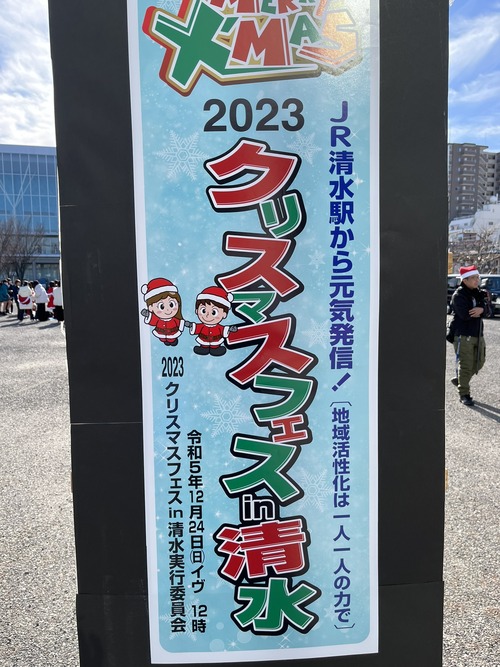 MERRY
X'MAS
2023
JR清水駅から元気発信!
〔地域活性化は一人一人の力で〕
クリスマスフェスin清水
令和5年12月24日(日)イヴ 12時
2023 クリスマスフェスin清水実行委員会